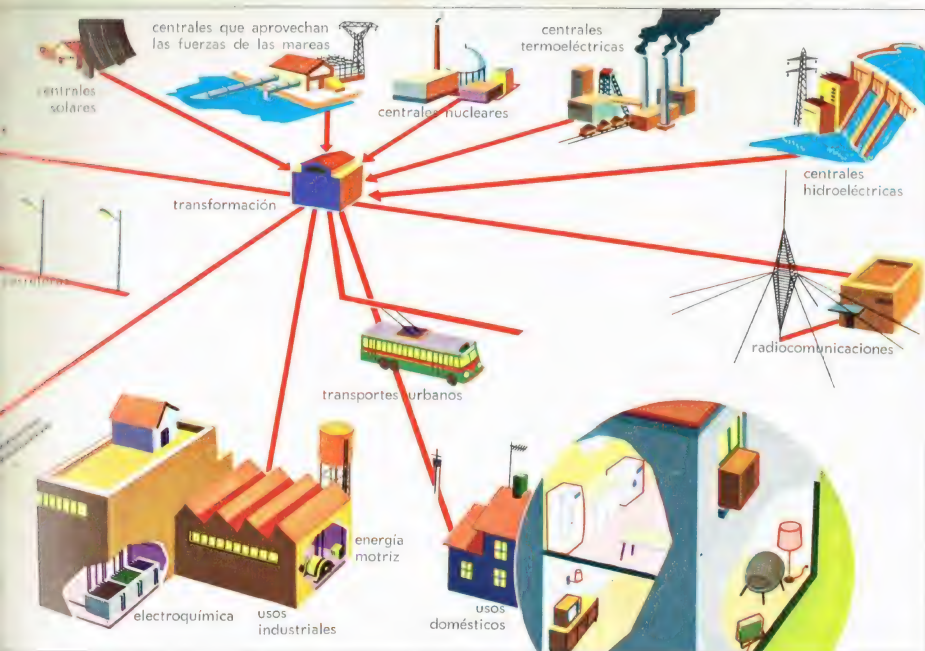 centrales
solares
centrales que aprovechan
las fuerzas de las mareas
centrales nucleares
centrales
termoeléctricas
centrales
hidroeléctricas
transformación
carreteras
radiocomunicaciones
transportes urbanos
energía
motriz
electroquímica
usos
industriales
usos
domésticos